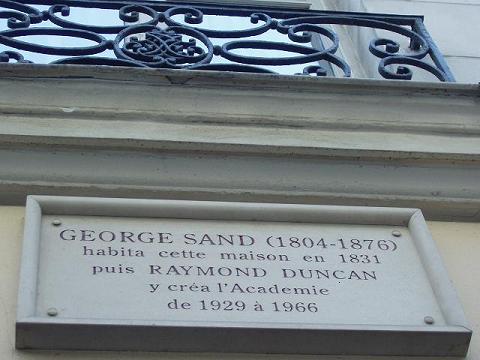 GEORGE SAND (1804-1876)
habita cette maison en 1831
puis RAYMOND DUNCAN
y créa l'Academie
de 1929 à 1966